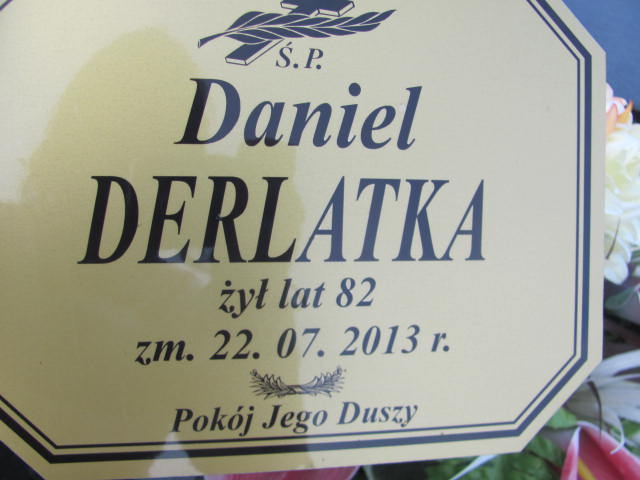 Ś.P.
Daniel
DERLATKA
żył lat 82
zm. 22. 07. 2013 r.
Pokój Jego Duszy